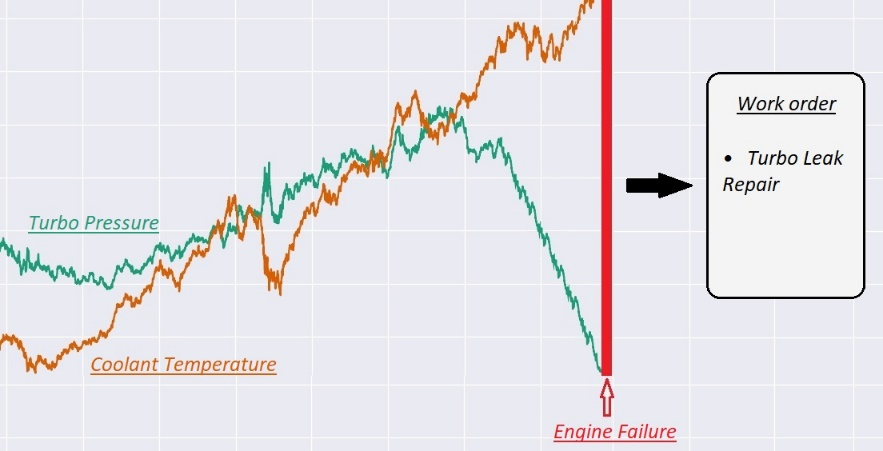 Turbo Pressure
Coolant Temperature
Engine Failure
Work order
• Turbo Leak
Repair